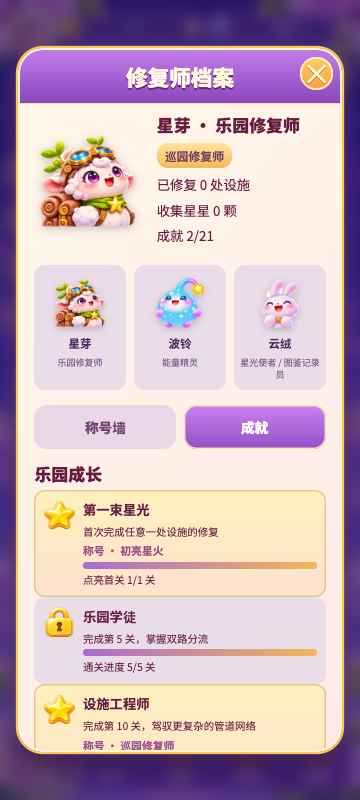 修复师档案
星芽 · 乐园修复师
巡园修复师
已修复 0 处设施
收集星星 0 颗
成就 2/21
星芽
乐园修复师
波铃
能量精灵
云绒
星光使者 / 图鉴记录
员
称号墙
成就
乐园成长
第一束星光
首次完成任意一处设施的修复
称号 · 初亮星火
点亮首关 1/1 关
乐园学徒
完成第 5 关，掌握双路分流
通关进度 5/5 关
设施工程师
完成第 10 关，驾驭更复杂的管道网络
称号 · 巡园修复师